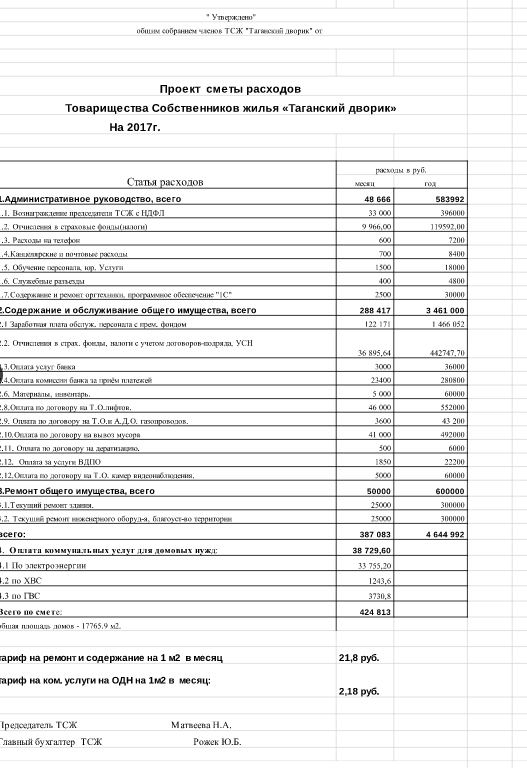 " Утверждено"
общим собранием членов ТСЖ "Таганский дворик" от
Проект сметы расходов
Товарищества Собственников жилья «Таганский дворик»
На 2017г.
Статья расходов расходы в руб.
месяц год
1.Административное руководство, всего 48 666 583992
.1. Вознаграждение председателя ТСЖ с НДФЛ 33 000 396000
.2. Отчисления в страховые фонды(налоги) 9 966,00 119592,00
.3. Расходы на телефон 600 7200
.4.Канцелярские и почтовые расходы 700 8400
.5. Обучение персонала, юр. Услуги 1500 18000
.6. Служебные разъезды 400 4800
.7.Содержание и ремонт оргтехники, программное обеспечение "1С" 2500 30000
2.Содержание и обслуживание общего имущества, всего 288 417 3 461 000
2.1 Заработная плата обслуж. персонала с прем. фондом 122 171 1 466 052
2.2. Отчисления в страх. фонды, налоги с учетом договоров-подряда, УСН 36 895,64 442747,70
2.3.Оплата услуг банка 3000 36000
2.4.Оплата комиссии банка за приём платежей 23400 280800
2.6. Материалы, инвентарь. 5 000 60000
2.8.Оплата по договору на Т.О.лифтов. 46 000 552000
2.9. Оплата по договору на Т.О.и А.Д.О. газопроводов. 3600 43 200
2.10.Оплата по договору на вывоз мусора 41 000 492000
2.11. Оплата по договору на дератизацию. 500 6000
2.12. Оплата за услуги ВДПО 1850 22200
2.12.Оплата по договору на Т.О. камер видеонаблюдения. 5000 60000
3.Ремонт общего имущества, всего 50000 600000
3.1.Текущий ремонт здания. 25000 300000
3.2. Текущий ремонт инженерного оборуд-я, благоуст-во территории 25000 300000
всего: 387 083 4 644 992
4. Оплата коммунальных услуг для домовых нужд: 38 729,60
4.1 По электроэнергии 33 755,20
4.2 по ХВС 1243,6
4.3 по ГВС 3730,8
Всего по смете: 424 813
общая площадь домов - 17765.9 м2.
тариф на ремонт и содержание на 1 м2 в месяц 21,8 руб.
тариф на ком. услуги на ОДН на 1м2 в месяц: 2,18 руб.
Председатель ТСЖ Матвеева Н.А.
Главный бухгалтер ТСЖ Рожек Ю.Б.